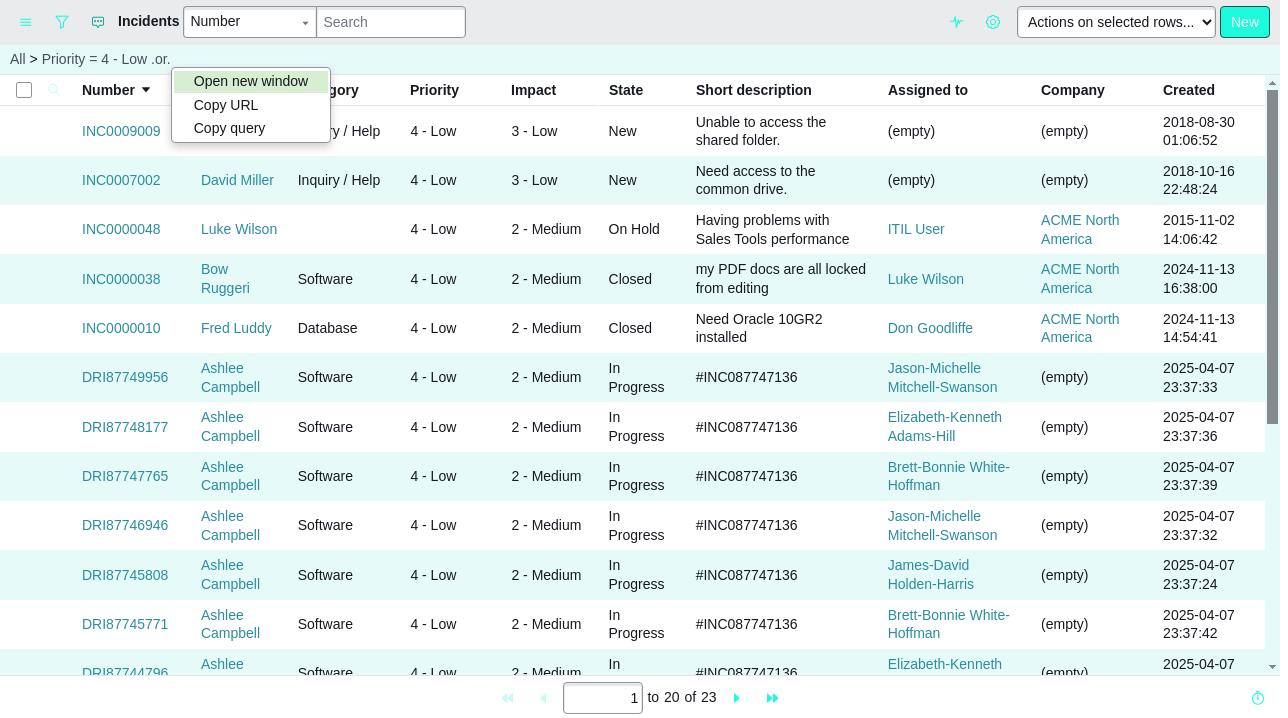 Incidents Number Search Actions on selected rows... New
All > Priority = 4 - Low .or.
Open new window
Copy URL
Copy query
Number gory Priority Impact State Short description Assigned to Company Created
INC0009009 ry / Help 4 - Low 3 - Low New Unable to access the shared folder. (empty) (empty) 2018-08-30 01:06:52
INC0007002 David Miller Inquiry / Help 4 - Low 3 - Low New Need access to the common drive. (empty) (empty) 2018-10-16 22:48:24
INC0000048 Luke Wilson 4 - Low 2 - Medium On Hold Having problems with Sales Tools performance ITIL User ACME North America 2015-11-02 14:06:42
INC0000038 Bow Ruggeri Software 4 - Low 2 - Medium Closed my PDF docs are all locked from editing Luke Wilson ACME North America 2024-11-13 16:38:00
INC0000010 Fred Luddy Database 4 - Low 2 - Medium Closed Need Oracle 10GR2 installed Don Goodliffe ACME North America 2024-11-13 14:54:41
DRI87749956 Ashlee Campbell Software 4 - Low 2 - Medium In Progress #INC087747136 Jason-Michelle Mitchell-Swanson (empty) 2025-04-07 23:37:33
DRI87748177 Ashlee Campbell Software 4 - Low 2 - Medium In Progress #INC087747136 Elizabeth-Kenneth Adams-Hill (empty) 2025-04-07 23:37:36
DRI87747765 Ashlee Campbell Software 4 - Low 2 - Medium In Progress #INC087747136 Brett-Bonnie White-Hoffman (empty) 2025-04-07 23:37:39
DRI87746946 Ashlee Campbell Software 4 - Low 2 - Medium In Progress #INC087747136 Jason-Michelle Mitchell-Swanson (empty) 2025-04-07 23:37:32
DRI87745808 Ashlee Campbell Software 4 - Low 2 - Medium In Progress #INC087747136 James-David Holden-Harris (empty) 2025-04-07 23:37:24
DRI87745771 Ashlee Campbell Software 4 - Low 2 - Medium In Progress #INC087747136 Brett-Bonnie White-Hoffman (empty) 2025-04-07 23:37:42
DRI87744796 Ashlee Software 4 - Low 2 - Medium In #INC087747136 Elizabeth-Kenneth (empty) 2025-04-07
1 to 20 of 23